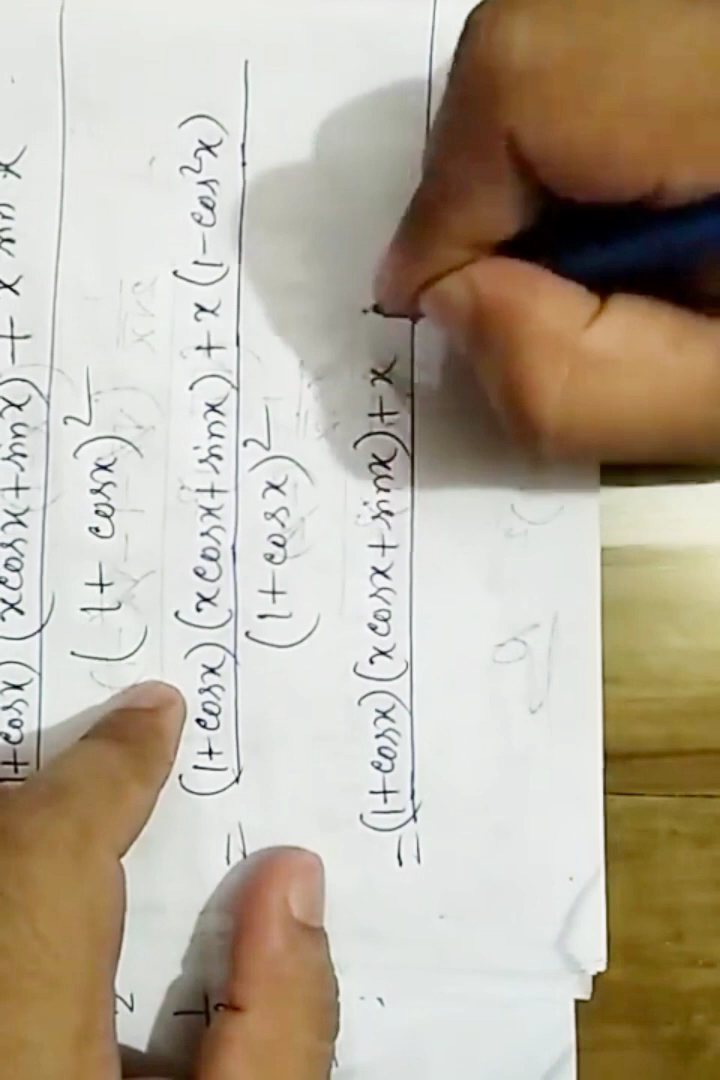 1+cosx) (xcosx+sinx) + x sin x
(1+ cosx)²
= (1+cosx)(xcosx+sinx)+x(1-cos²x)
(1+cosx)²
= (1+cosx)(xcosx+sinx)+x